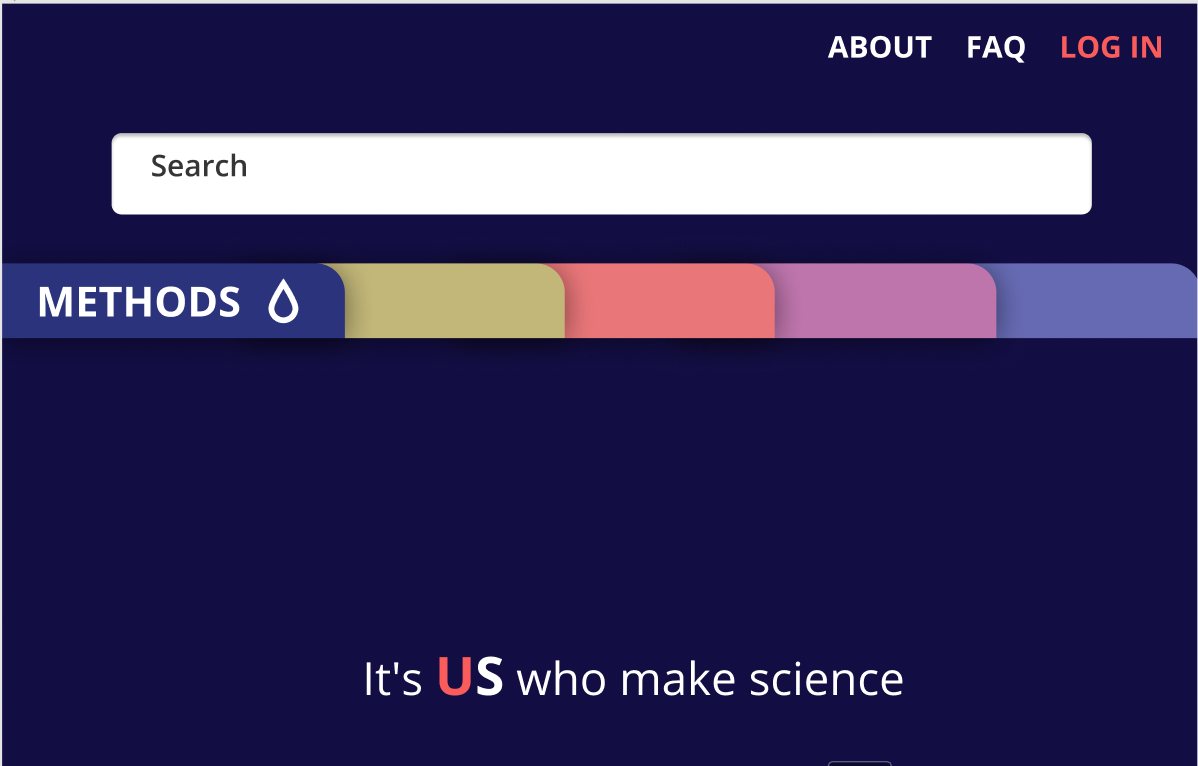 ABOUT FAQ LOG IN
Search
METHODS
It's US who make science